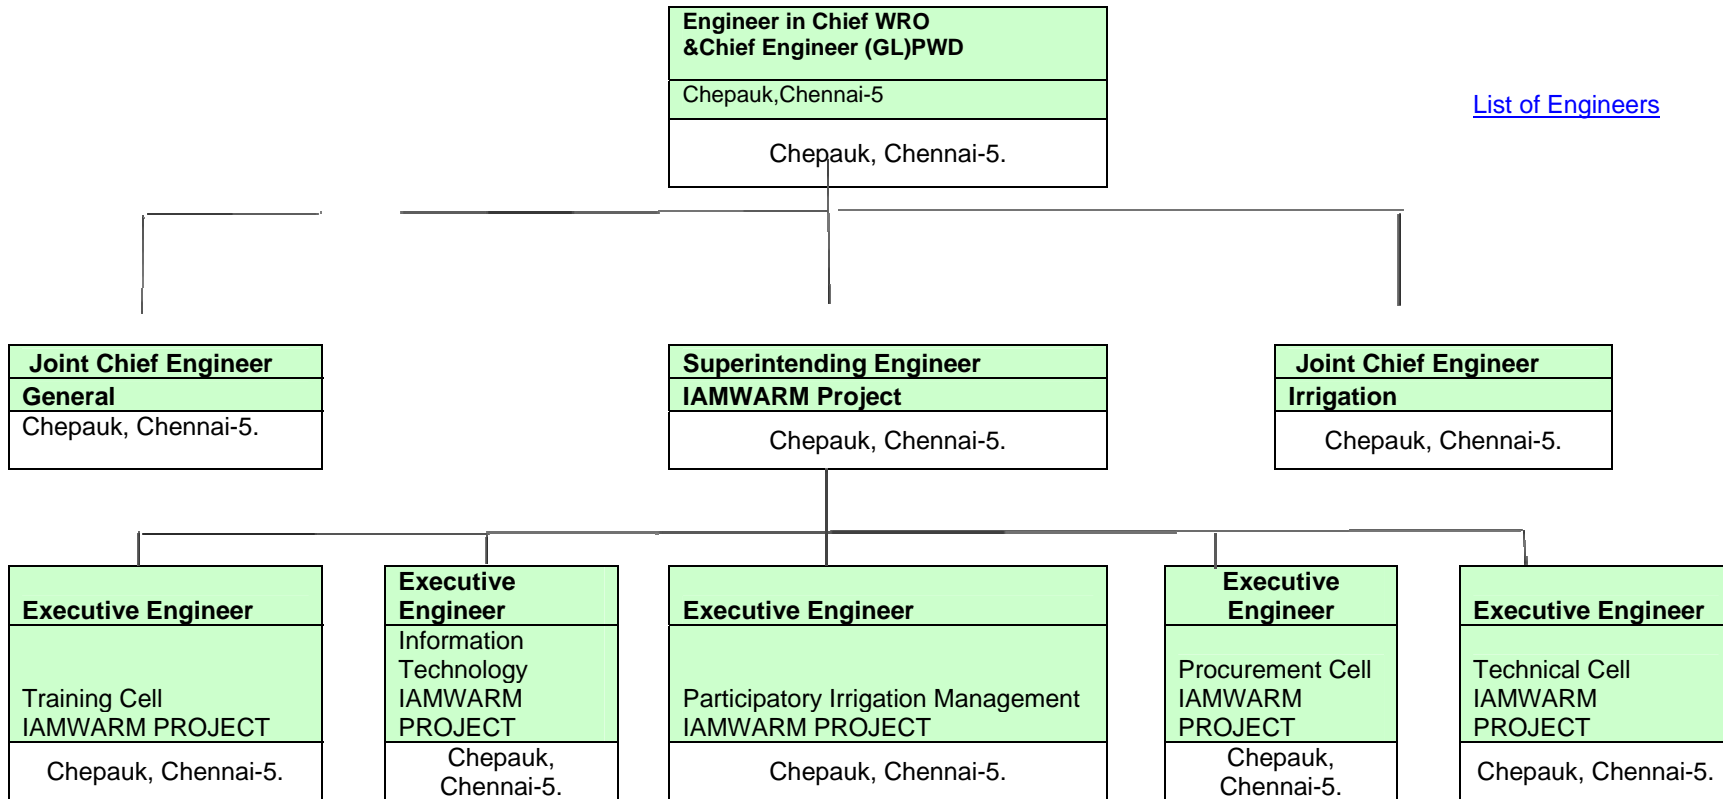 Engineer in Chief WRO
&Chief Engineer (GL)PWD
Chepauk,Chennai-5
Chepauk, Chennai-5.
List of Engineers
Joint Chief Engineer
General
Chepauk, Chennai-5.
Superintending Engineer
IAMWARM Project
Chepauk, Chennai-5.
Joint Chief Engineer
Irrigation
Chepauk, Chennai-5.
Executive Engineer
Training Cell
IAMWARM PROJECT
Chepauk, Chennai-5.
Executive
Engineer
Information
Technology
IAMWARM
PROJECT
Chepauk,
Chennai-5.
Executive Engineer
Participatory Irrigation Management
IAMWARM PROJECT
Chepauk, Chennai-5.
Executive
Engineer
Procurement Cell
IAMWARM
PROJECT
Chepauk,
Chennai-5.
Executive Engineer
Technical Cell
IAMWARM
PROJECT
Chepauk, Chennai-5.